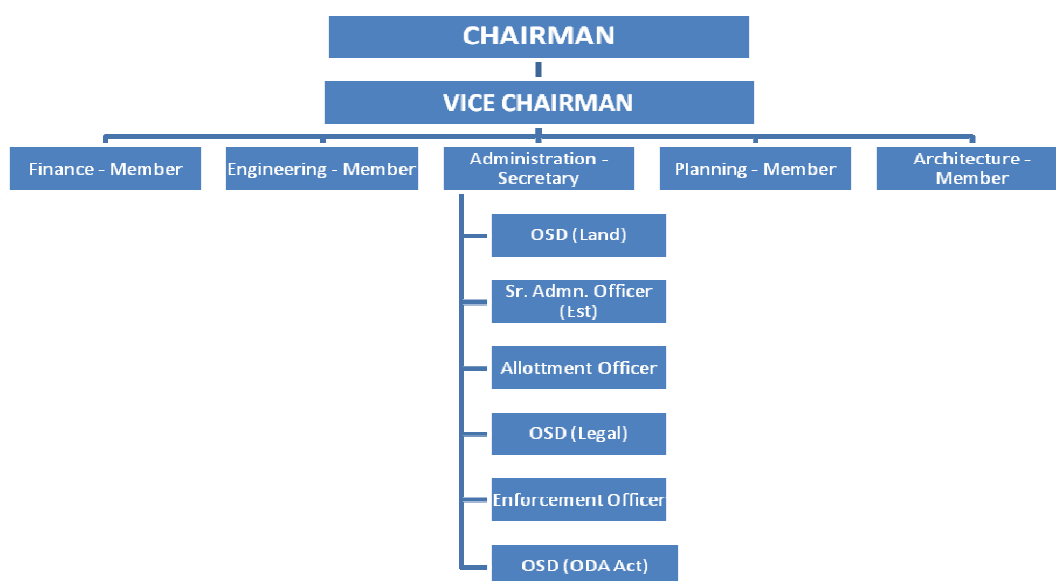 CHAIRMAN
VICE CHAIRMAN
Finance - Member
Engineering - Member
Administration -
Secretary
Planning - Member
Architecture -
Member
OSD (Land)
Sr. Admn. Officer
(Est)
Allottment Officer
OSD (Legal)
Enforcement Officer
OSD (ODA Act)